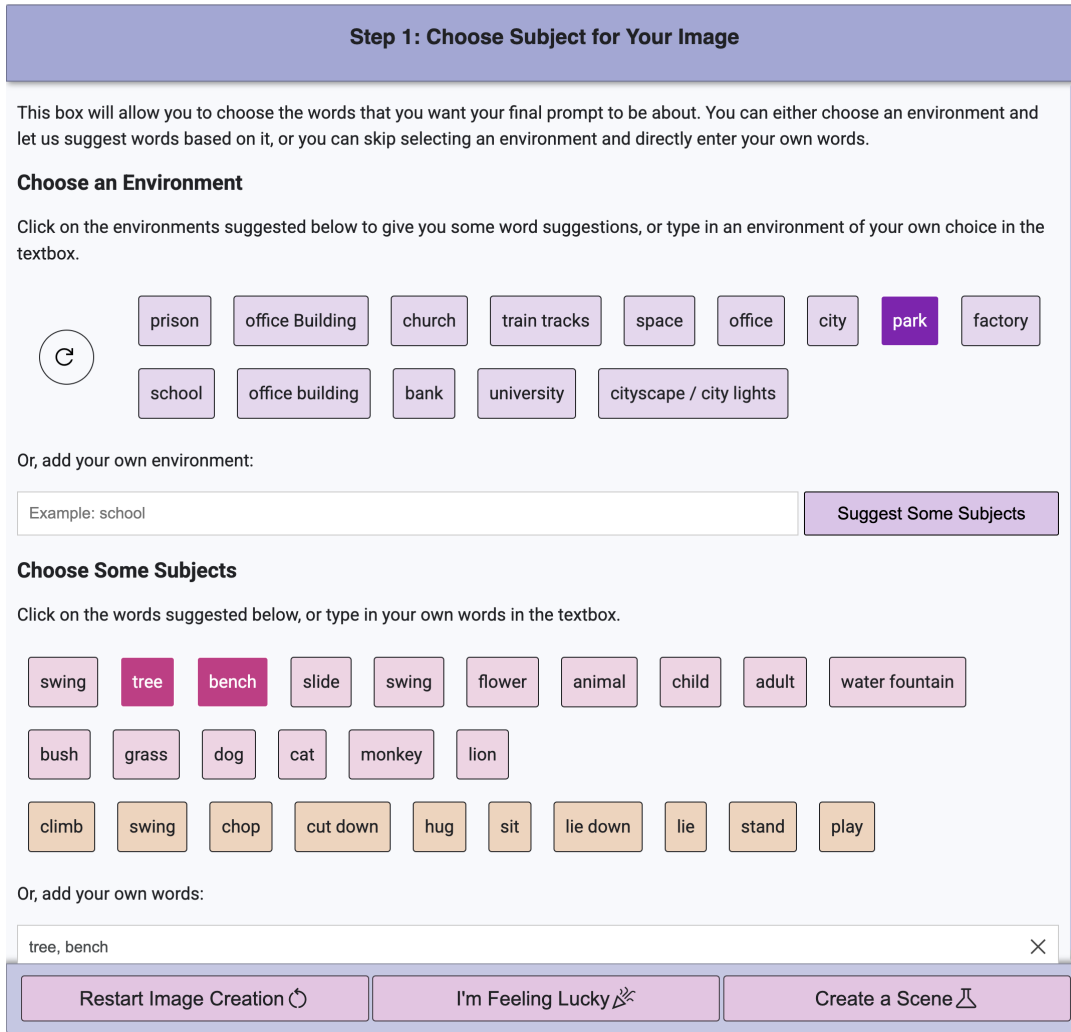 Step 1: Choose Subject for Your Image
This box will allow you to choose the words that you want your final prompt to be about. You can either choose an environment and
let us suggest words based on it, or you can skip selecting an environment and directly enter your own words.
Choose an Environment
Click on the environments suggested below to give you some word suggestions, or type in an environment of your own choice in the
textbox.
prison office Building church train tracks space office city park factory
school office building bank university cityscape / city lights
Or, add your own environment:
Example: school Suggest Some Subjects
Choose Some Subjects
Click on the words suggested below, or type in your own words in the textbox.
swing tree bench slide swing flower animal child adult water fountain
bush grass dog cat monkey lion
climb swing chop cut down hug sit lie down lie stand play
Or, add your own words:
tree, bench
Restart Image Creation I'm Feeling Lucky Create a Scene